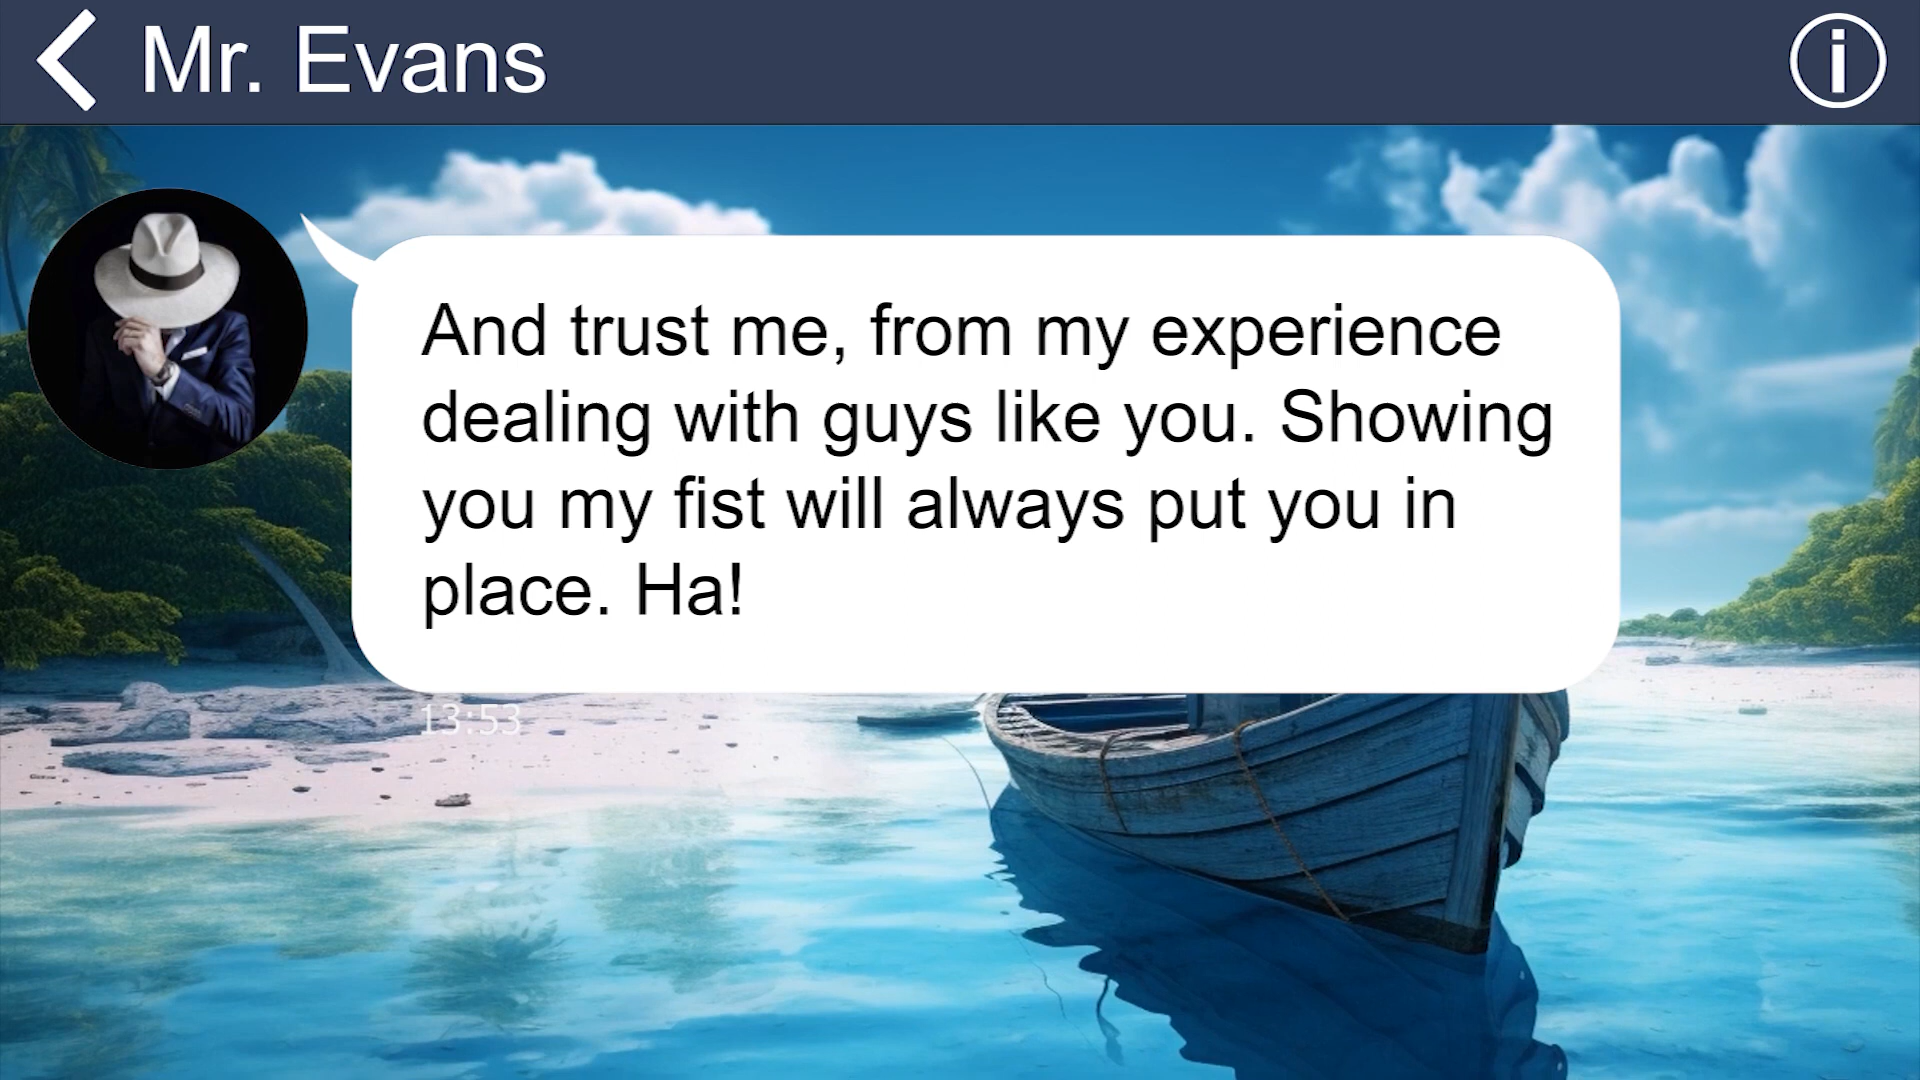 Mr. Evans
And trust me, from my experience
dealing with guys like you. Showing
you my fist will always put you in
place. Ha!
13:53